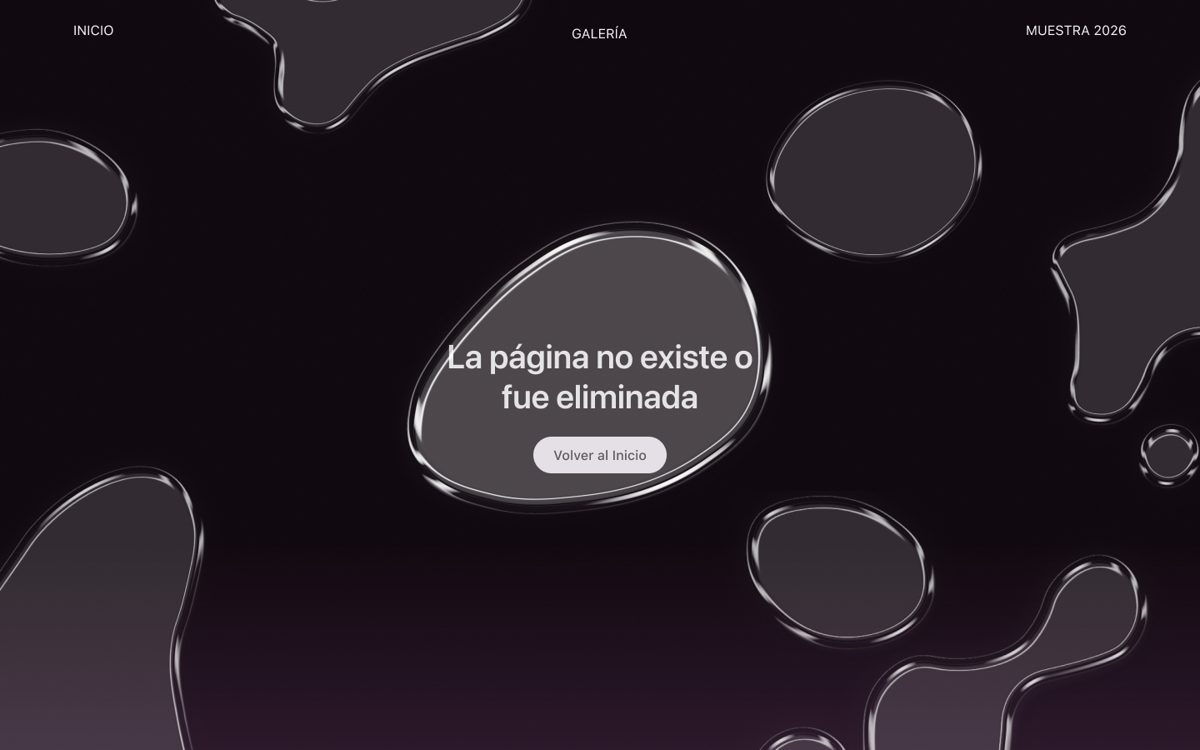 INICIO
GALERÍA
MUESTRA 2026
La página no existe o
fue eliminada
Volver al Inicio